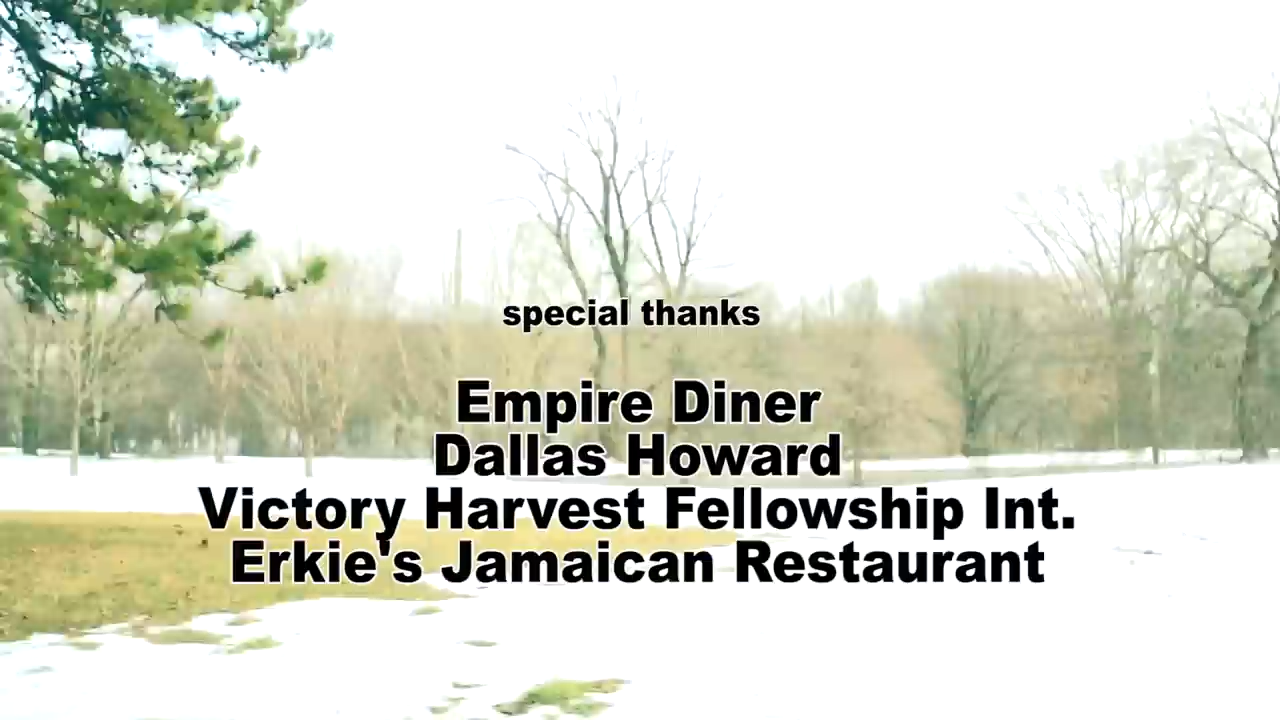 special thanks
Empire Diner
Dallas Howard
Victory Harvest Fellowship Int.
Erkie's Jamaican Restaurant